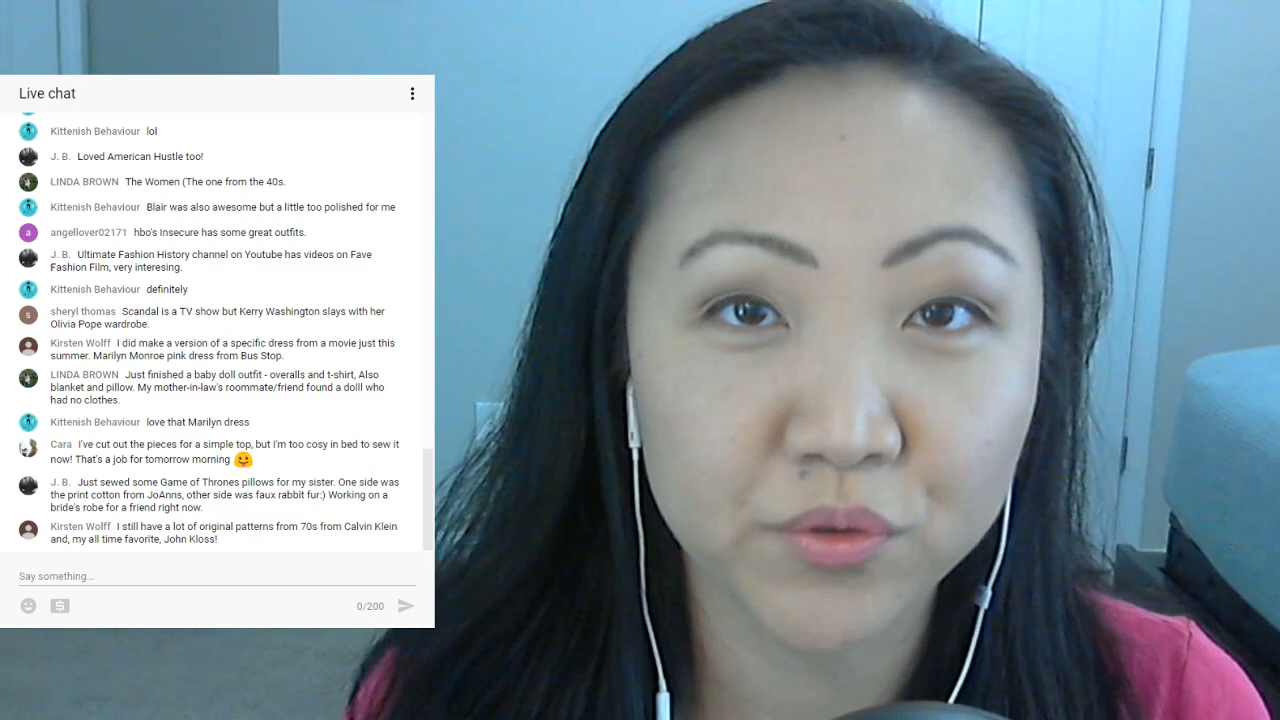 Live chat
Kittenish Behaviour lol
J. B. Loved American Hustle too!
LINDA BROWN The Women (The one from the 40s.
Kittenish Behaviour Blair was also awesome but a little too polished for me
a angellover02171 hbo's Insecure has some great outfits.
J. B. Ultimate Fashion History channel on Youtube has videos on Fave
Fashion Film, very interesing.
Kittenish Behaviour definitely
s sheryl thomas Scandal is a TV show but Kerry Washington slays with her
Olivia Pope wardrobe.
Kirsten Wolff I did make a version of a specific dress from a movie just this
summer. Marilyn Monroe pink dress from Bus Stop.
LINDA BROWN Just finished a baby doll outfit - overalls and t-shirt, Also
blanket and pillow. My mother-in-law's roommate/friend found a dolll who
had no clothes.
Kittenish Behaviour love that Marilyn dress
Cara I've cut out the pieces for a simple top, but I'm too cosy in bed to sew it
now! That's a job for tomorrow morning
J. B. Just sewed some Game of Thrones pillows for my sister. One side was
the print cotton from JoAnns, other side was faux rabbit fur:) Working on a
bride's robe for a friend right now.
Kirsten Wolff I still have a lot of original patterns from 70s from Calvin Klein
and, my all time favorite, John Kloss!
Say something...
0/200